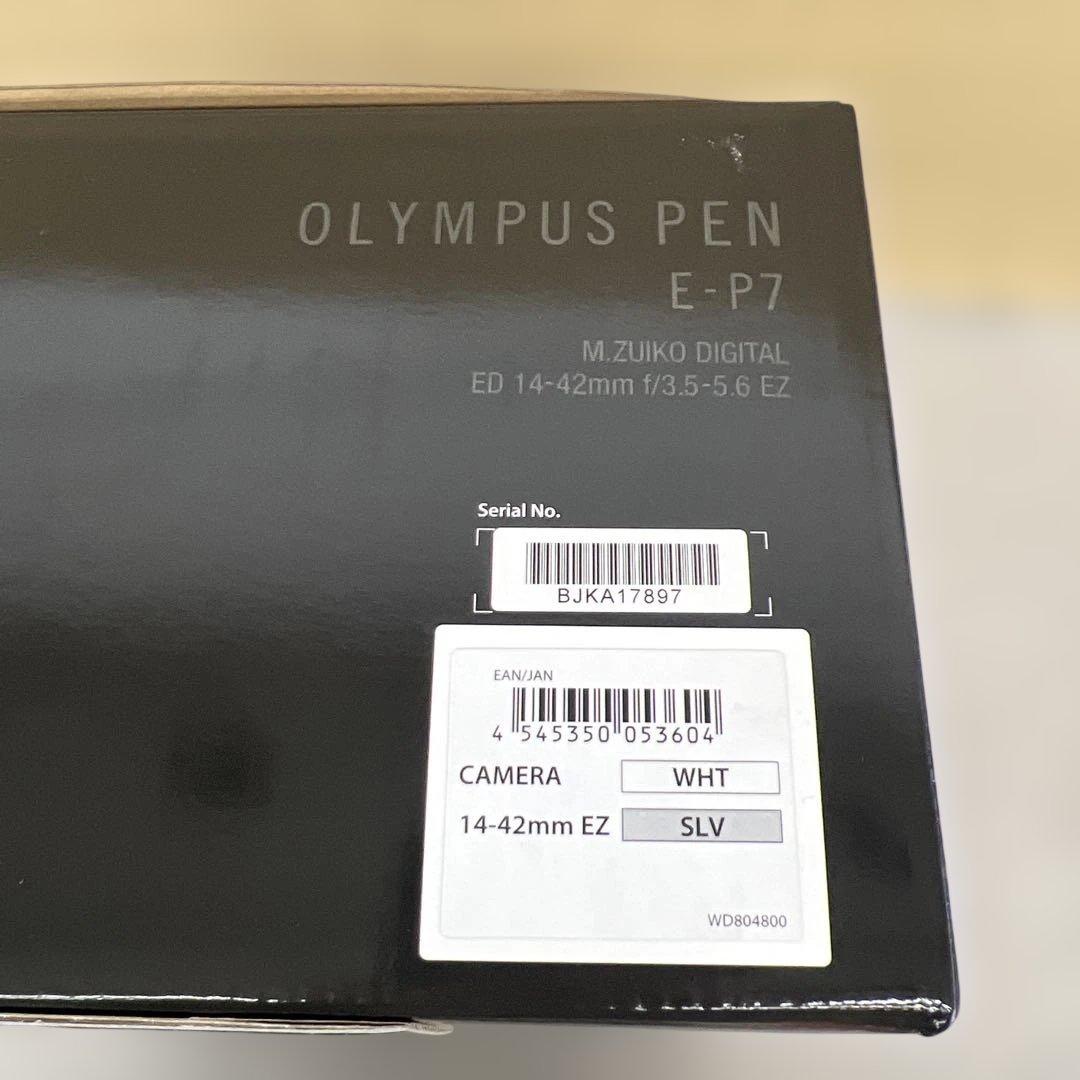 OLYMPUS PEN
E-P7
M.ZUIKO DIGITAL
ED 14-42mm f/3.5-5.6 EZ
Serial No.
BJKA17897
EAN/JAN
4 545350 053604
CAMERA WHT
14-42mm EZ SLV
WD804800